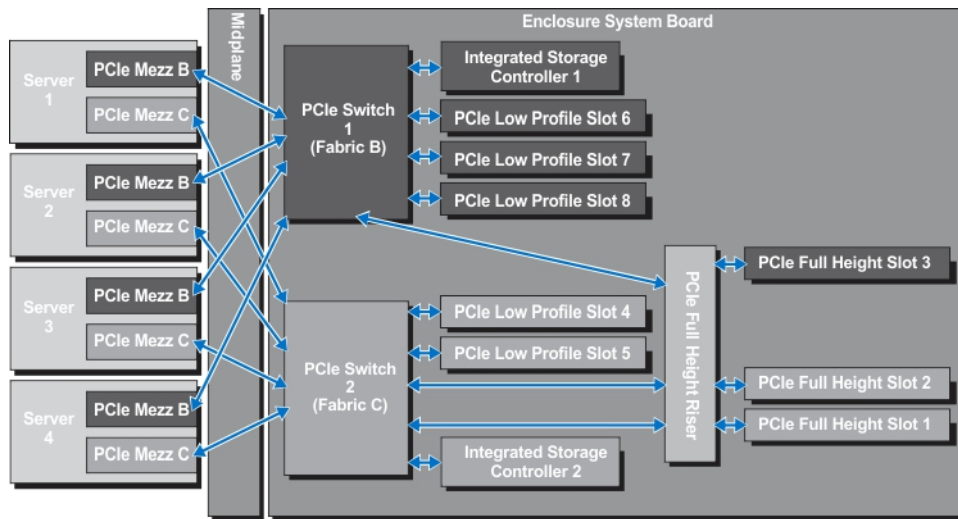 Enclosure System Board
Midplane
Server
1
PCIe Mezz B
PCIe Mezz C
Server
2
PCIe Mezz B
PCIe Mezz C
Server
3
PCIe Mezz B
PCIe Mezz C
Server
4
PCIe Mezz B
PCIe Mezz C
PCIe Switch
1
(Fabric B)
Integrated Storage
Controller 1
PCIe Low Profile Slot 6
PCIe Low Profile Slot 7
PCIe Low Profile Slot 8
PCIe Switch
2
(Fabric C)
PCIe Low Profile Slot 4
PCIe Low Profile Slot 5
Integrated Storage
Controller 2
PCIe Full Height Riser
PCIe Full Height Slot 3
PCIe Full Height Slot 2
PCIe Full Height Slot 1